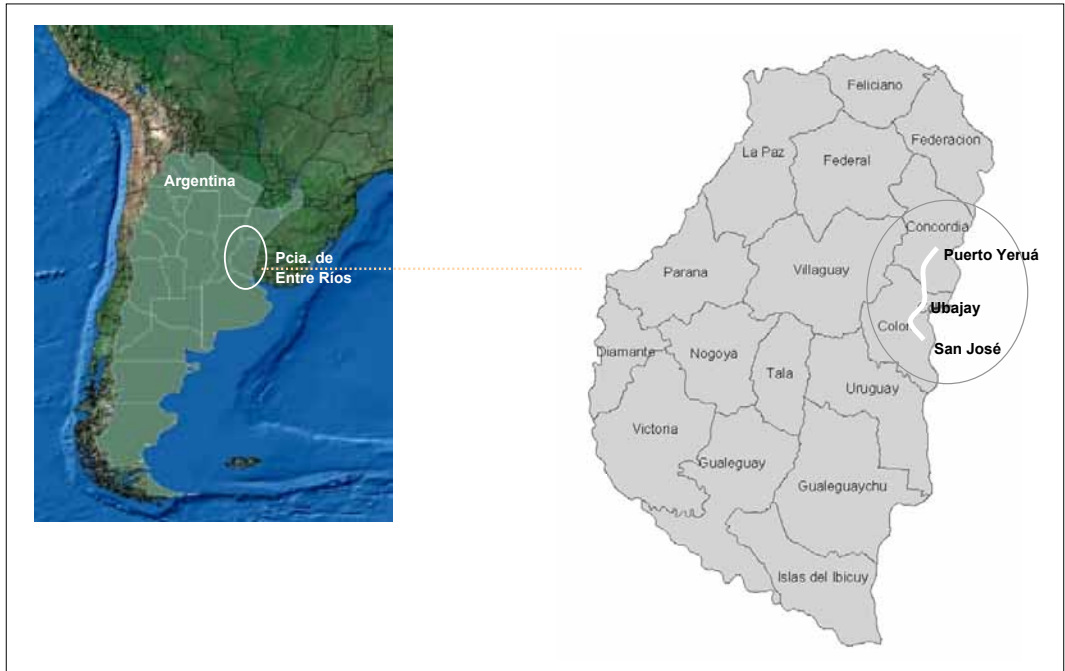 Argentina
Pcia. de
Entre Ríos
Feliciano
Federacion
La Paz
Federal
Concordia
Puerto Yeruá
Parana
Villaguay
Ubajay
Colon
San José
Diamante
Nogoya
Tala
Uruguay
Victoria
Gualeguay
Gualeguaychu
Islas del Ibicuy